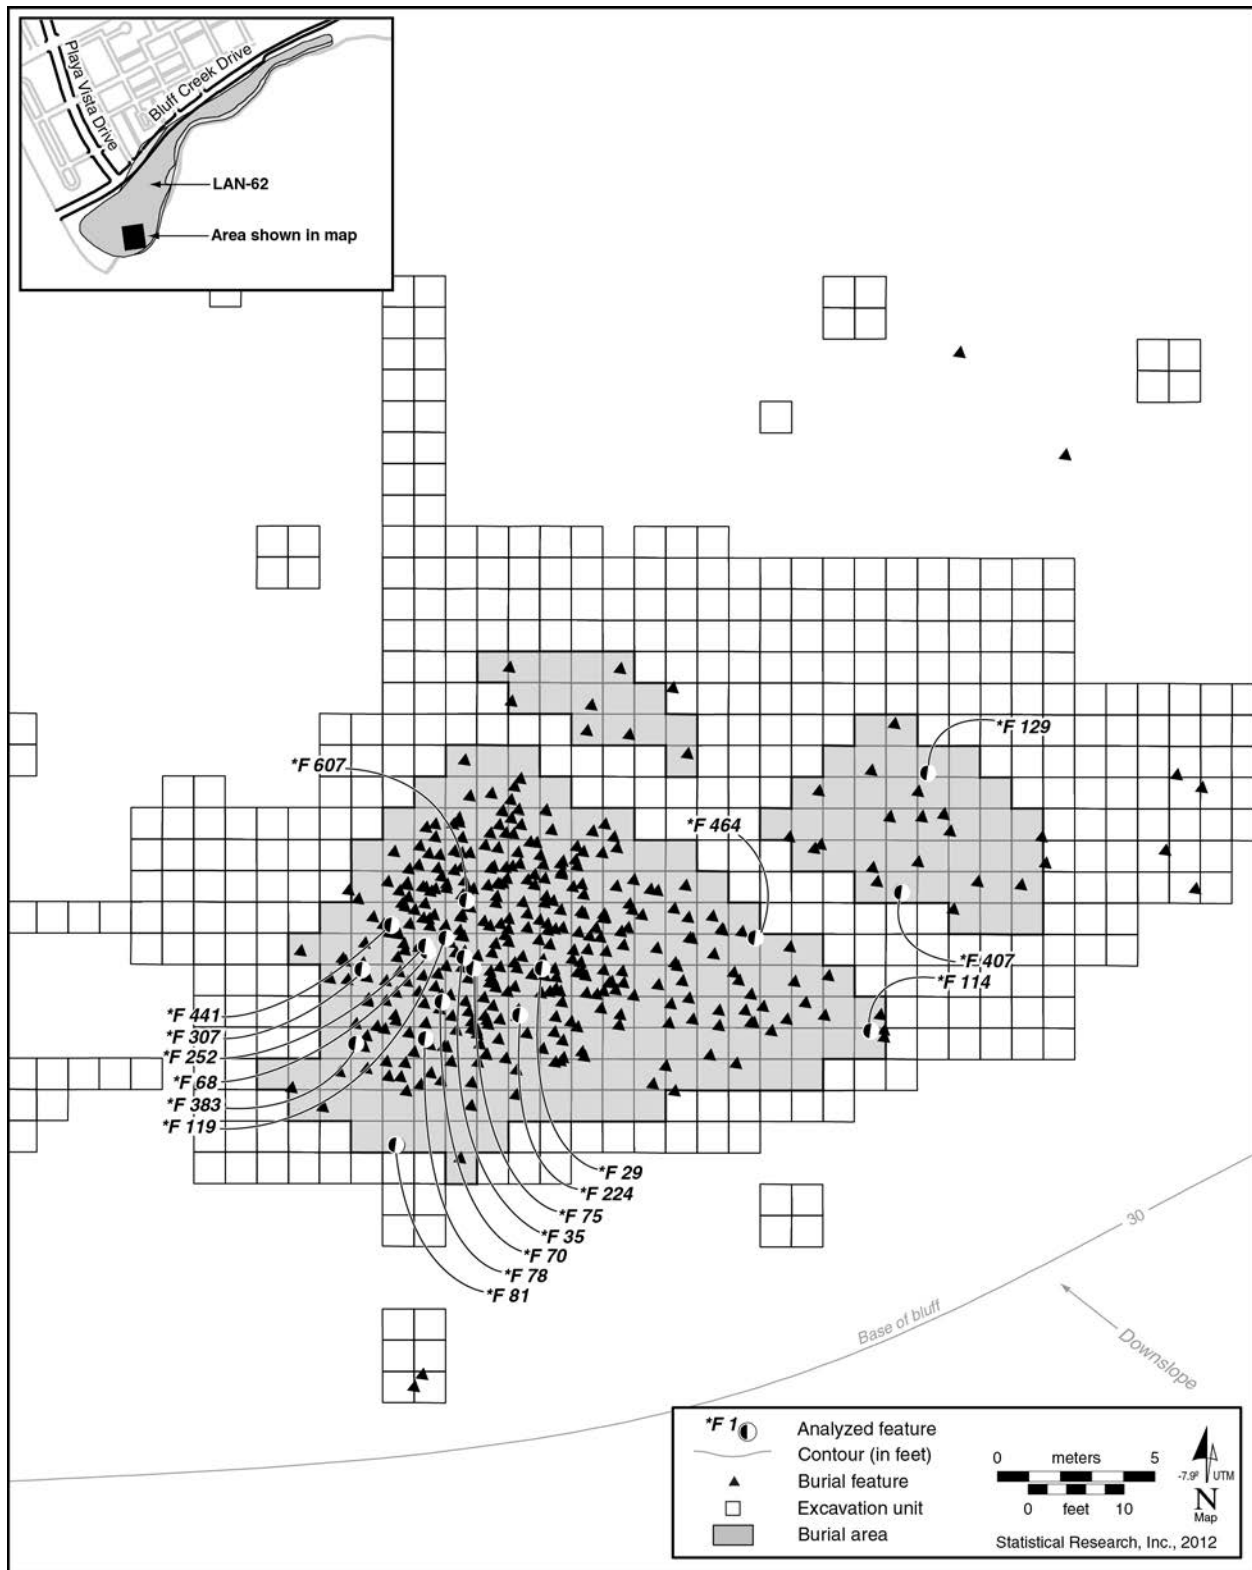 Playa Vista Drive
Bluff Creek Drive
LAN-62
Area shown in map
*F 129
*F 607
*F 464
*F 407
*F 114
*F 441
*F 307
*F 252
*F 68
*F 383
*F 119
*F 29
*F 224
*F 75
*F 35
*F 70
*F 78
*F 81
30
Base of bluff
Downslope
*F 1
Analyzed feature
Contour (in feet)
Burial feature
Excavation unit
Burial area
0 meters 5
0 feet 10
-7.9º UTM
N
Map
Statistical Research, Inc., 2012